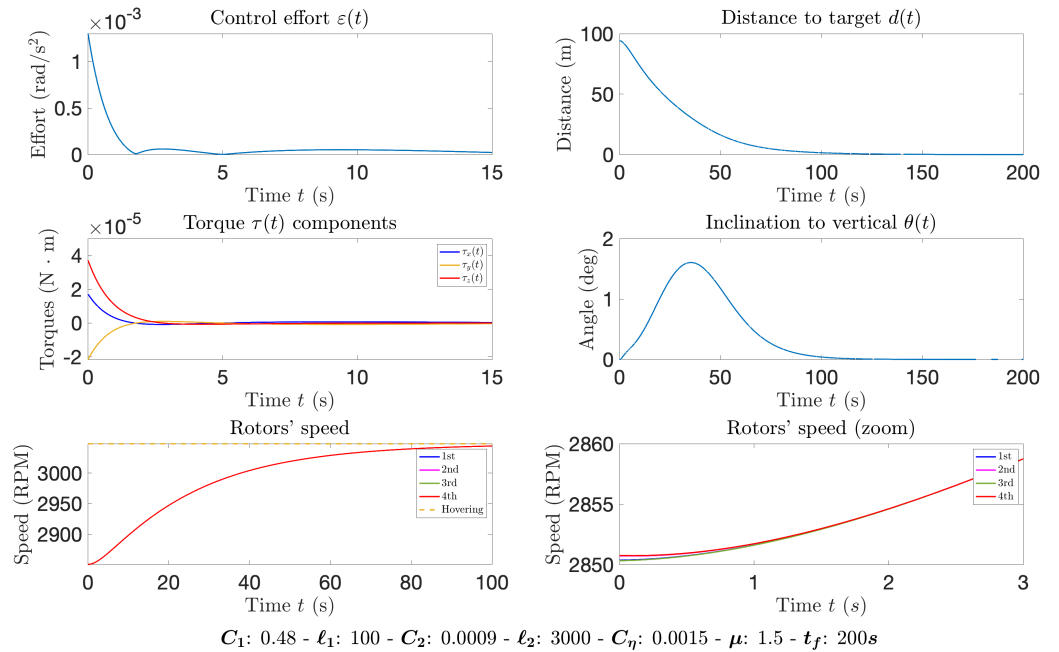 Control effort ε(t)
×10⁻³
Effort (rad/s²)
1
0.5
0
0 5 10 15
Time t (s)
Distance to target d(t)
Distance (m)
100
50
0
0 50 100 150 200
Time t (s)
Torque τ(t) components
×10⁻⁵
Torques (N · m)
4
2
0
-2
τx(t)
τy(t)
τz(t)
0 5 10 15
Time t (s)
Inclination to vertical θ(t)
Angle (deg)
2
1
0
0 50 100 150 200
Time t (s)
Rotors' speed
Speed (RPM)
3000
2950
2900
1st
2nd
3rd
4th
Hovering
0 20 40 60 80 100
Time t (s)
Rotors' speed (zoom)
Speed (RPM)
2860
2855
2850
1st
2nd
3rd
4th
0 1 2 3
Time t (s)
C₁: 0.48 - ℓ₁: 100 - C₂: 0.0009 - ℓ₂: 3000 - Cη: 0.0015 - μ: 1.5 - t_f: 200s